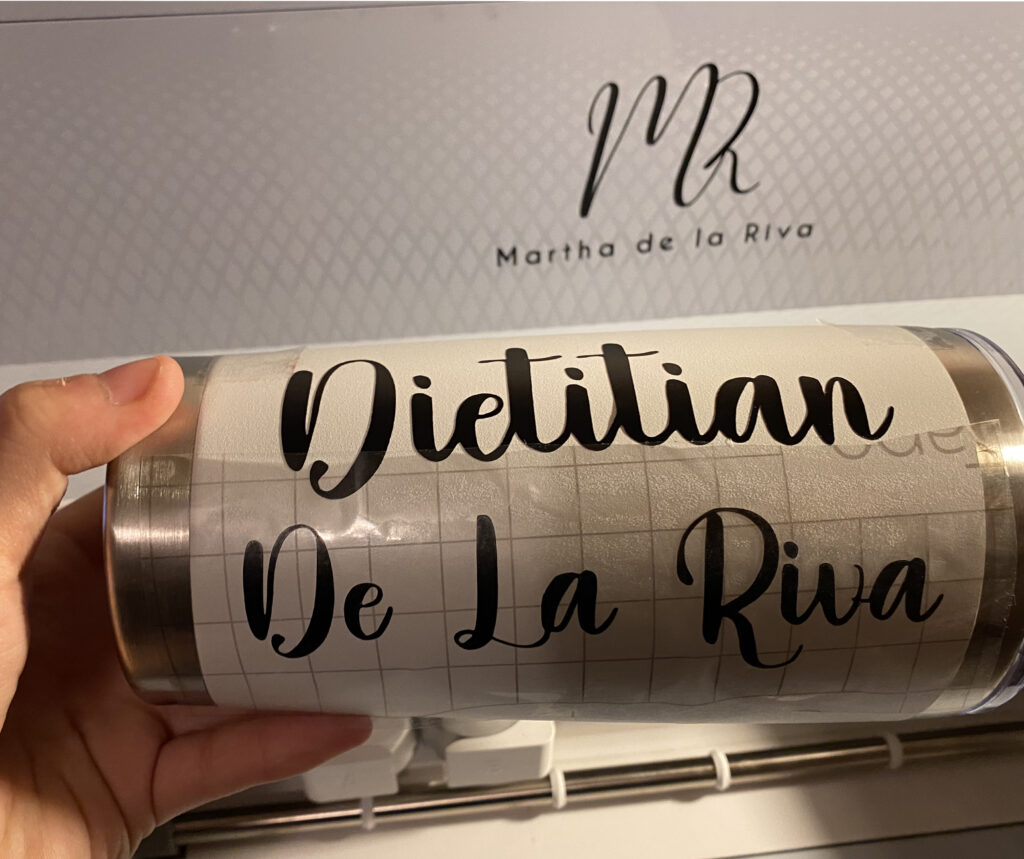 MR
Martha de la Riva
Dietitian
De La Riva